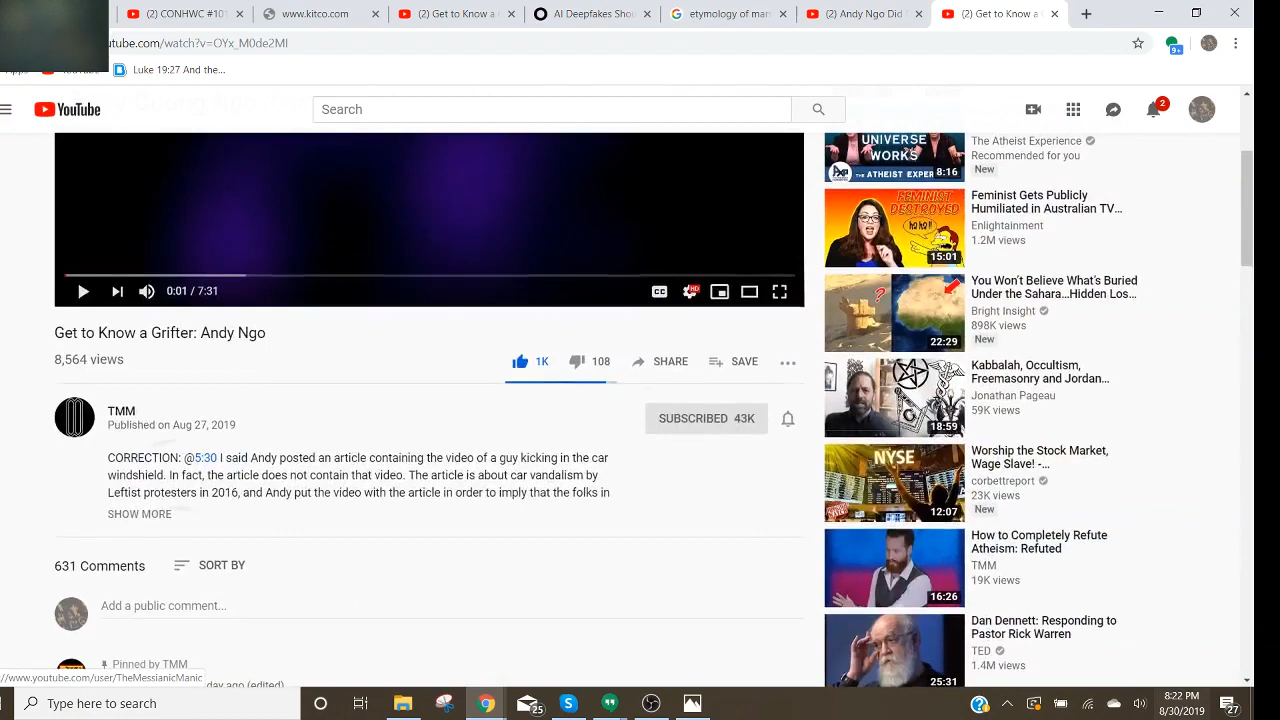 (2) CONHWC #101
www.kitco.com
(2) Get to Know a
AI Deepfakes Shou
etymology of mar
(2) Andy Ngo Did
(2) Get to Know a G
utube.com/watch?v=OYx_M0de2MI
9+
Apps
YouTube
Luke 19:27 And the...
YouTube
Search
2
UNIVERSE
WORKS
THE ATHEIST EXPER
8:16
The Atheist Experience
Recommended for you
New
FEMINIST
DESTROYED
ha ha!!
15:01
Feminist Gets Publicly
Humiliated in Australian TV...
Enlightainment
1.2M views
?
22:29
You Won't Believe What's Buried
Under the Sahara...Hidden Los...
Bright Insight
898K views
New
18:59
Kabbalah, Occultism,
Freemasonry and Jordan...
Jonathan Pageau
59K views
NYSE
12:07
Worship the Stock Market,
Wage Slave! -...
corbettreport
23K views
New
16:26
How to Completely Refute
Atheism: Refuted
TMM
19K views
25:31
Dan Dennett: Responding to
Pastor Rick Warren
TED
1.4M views
0:01 / 7:31
CC
HD
Get to Know a Grifter: Andy Ngo
8,564 views
1K
108
SHARE
SAVE
TMM
Published on Aug 27, 2019
SUBSCRIBED 43K
CORRECTION: @5:30 I said Andy posted an article containing the video of a guy kicking in the car
windshield. In fact, the article does not contain that video. The article is about car vandalism by
Leftist protesters in 2016, and Andy put the video with the article in order to imply that the folks in
SHOW MORE
631 Comments
SORT BY
Add a public comment...
Pinned by TMM
day ago (edited)
//www.youtube.com/user/TheMessianicManic
Type here to search
25
8:22 PM
8/30/2019
27